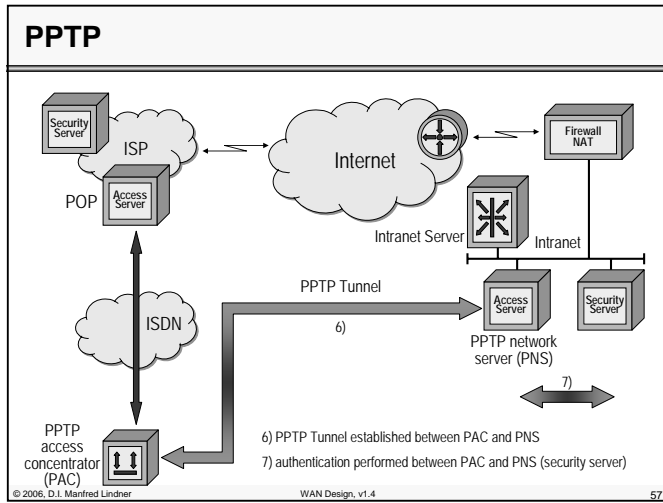 PPTP
Security
Server
ISP
POP
Access
Server
Internet
Firewall
NAT
Intranet Server
Intranet
ISDN
PPTP Tunnel
6)
Access
Server
Security
Server
PPTP network
server (PNS)
7)
PPTP
access
concentrator
(PAC)
6) PPTP Tunnel established between PAC and PNS
7) authentication performed between PAC and PNS (security server)
© 2006, D.I. Manfred Lindner
WAN Design, v1.4
57